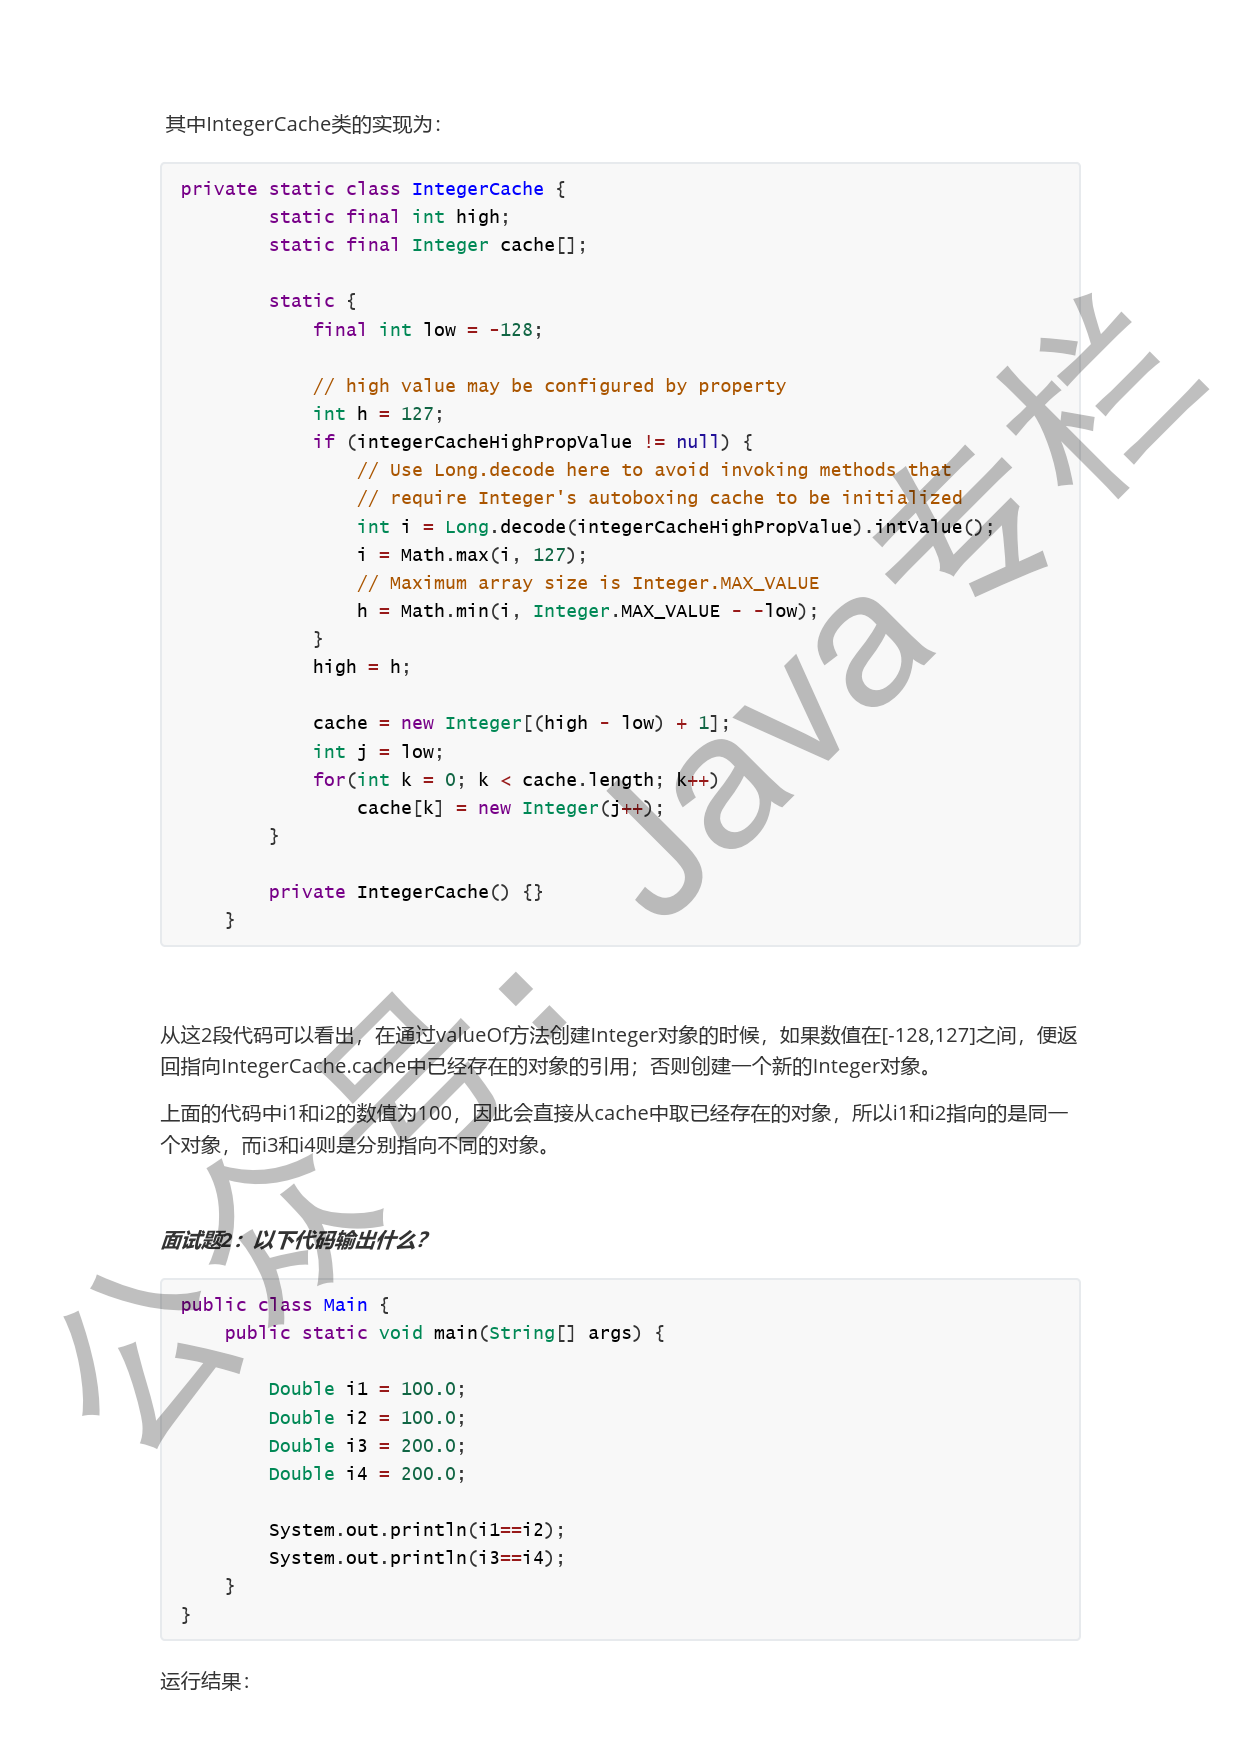 其中IntegerCache类的实现为：
private static class IntegerCache {
        static final int high;
        static final Integer cache[];

        static {
            final int low = -128;

            // high value may be configured by property
            int h = 127;
            if (integerCacheHighPropValue != null) {
                // Use Long.decode here to avoid invoking methods that
                // require Integer's autoboxing cache to be initialized
                int i = Long.decode(integerCacheHighPropValue).intValue();
                i = Math.max(i, 127);
                // Maximum array size is Integer.MAX_VALUE
                h = Math.min(i, Integer.MAX_VALUE - -low);
            }
            high = h;

            cache = new Integer[(high - low) + 1];
            int j = low;
            for(int k = 0; k < cache.length; k++)
                cache[k] = new Integer(j++);
        }

        private IntegerCache() {}
    }
从这2段代码可以看出，在通过valueOf方法创建Integer对象的时候，如果数值在[-128,127]之间，便返
回指向IntegerCache.cache中已经存在的对象的引用；否则创建一个新的Integer对象。
上面的代码中i1和i2的数值为100，因此会直接从cache中取已经存在的对象，所以i1和i2指向的是同一
个对象，而i3和i4则是分别指向不同的对象。
面试题2：以下代码输出什么？
public class Main {
    public static void main(String[] args) {

        Double i1 = 100.0;
        Double i2 = 100.0;
        Double i3 = 200.0;
        Double i4 = 200.0;

        System.out.println(i1==i2);
        System.out.println(i3==i4);
    }
}
运行结果：
公众号：Java专栏